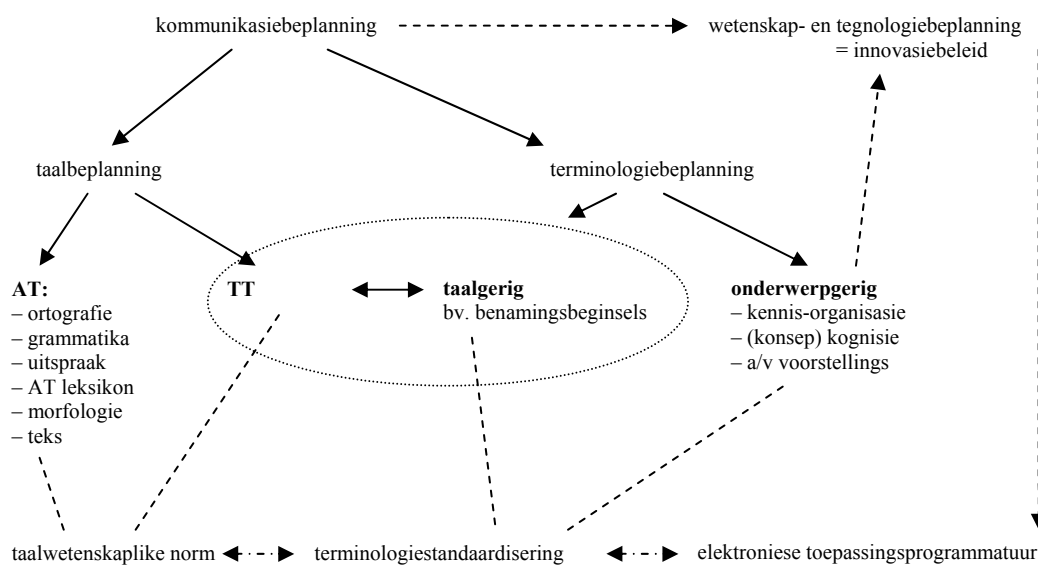 kommunikasiebeplanning
wetenskap- en tegnologiebeplanning
= innovasiebeleid
taalbeplanning
terminologiebeplanning
AT:
– ortografie
– grammatika
– uitspraak
– AT leksikon
– morfologie
– teks
TT
taalgerig
bv. benamingsbeginsels
onderwerpgerig
– kennis-organisasie
– (konsep) kognisie
– a/v voorstellings
taalwetenskaplike norm
terminologiestandaardisering
elektroniese toepassingsprogrammatuur